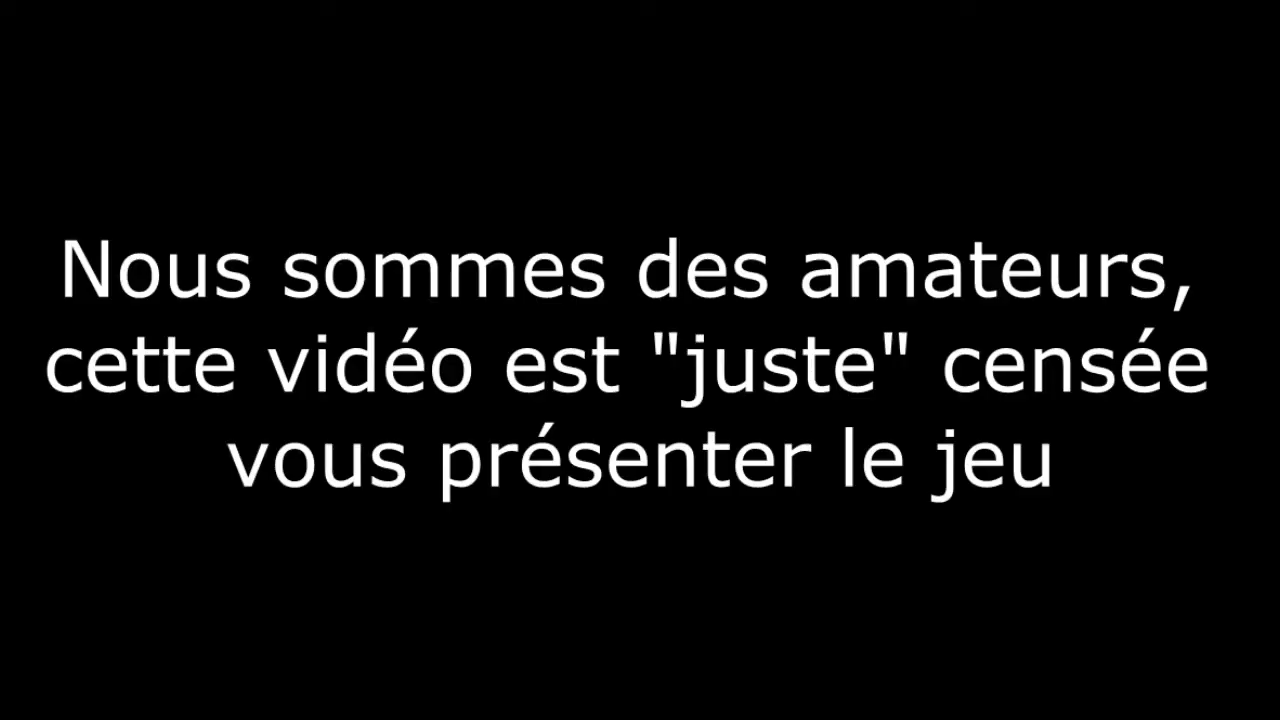 Nous sommes des amateurs,
cette vidéo est "juste" censée
vous présenter le jeu